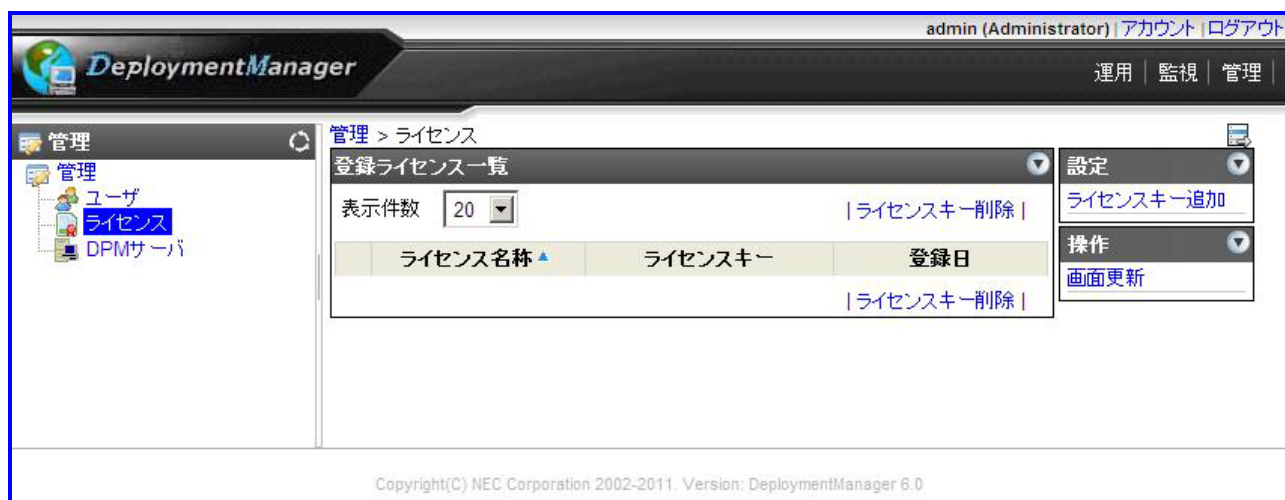 admin (Administrator) | アカウント | ログアウト
DeploymentManager
運用 | 監視 | 管理 |
管理
管理
ユーザ
ライセンス
DPMサーバ
管理 > ライセンス
登録ライセンス一覧
表示件数 20
| ライセンスキー削除 |
ライセンス名称 ライセンスキー 登録日
| ライセンスキー削除 |
設定
ライセンスキー追加
操作
画面更新
Copyright(C) NEC Corporation 2002-2011. Version: DeploymentManager 6.0